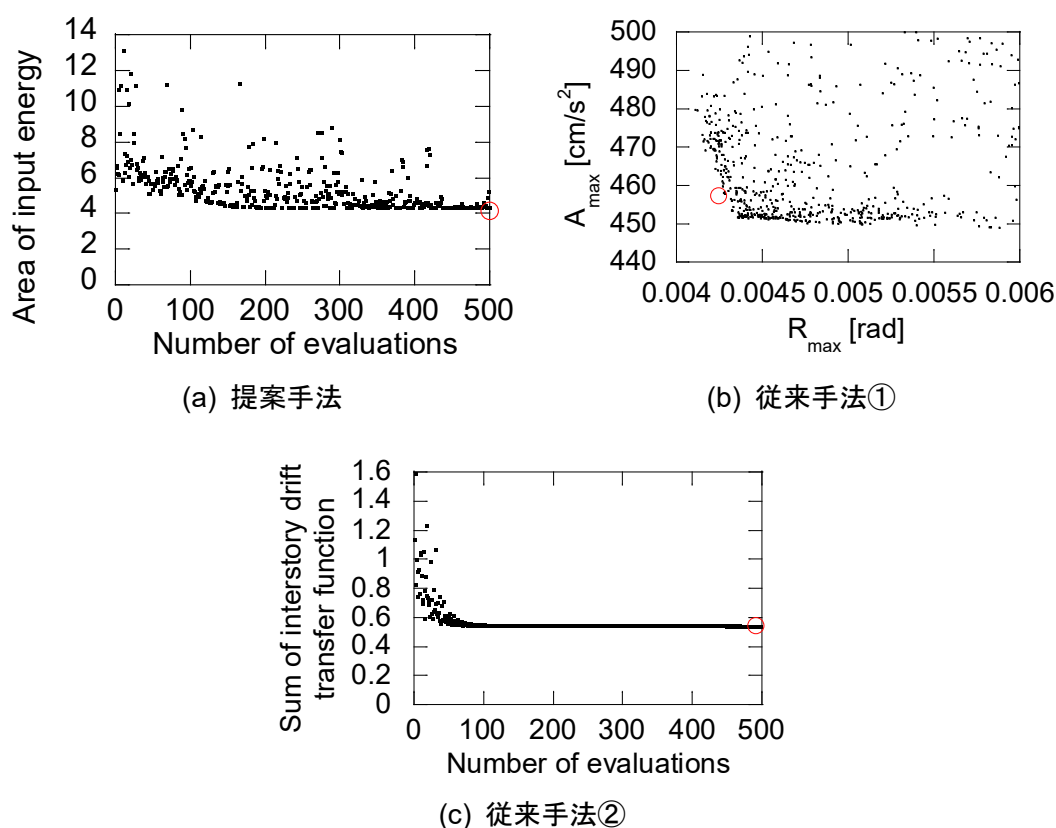 Area of input energy
14
12
10
8
6
4
2
0
0 100 200 300 400 500
Number of evaluations
(a) 提案手法
A_max [cm/s²]
500
490
480
470
460
450
440
0.004 0.0045 0.005 0.0055 0.006
R_max [rad]
(b) 従来手法①
Sum of interstory drift
transfer function
1.6
1.4
1.2
1
0.8
0.6
0.4
0.2
0
0 100 200 300 400 500
Number of evaluations
(c) 従来手法②